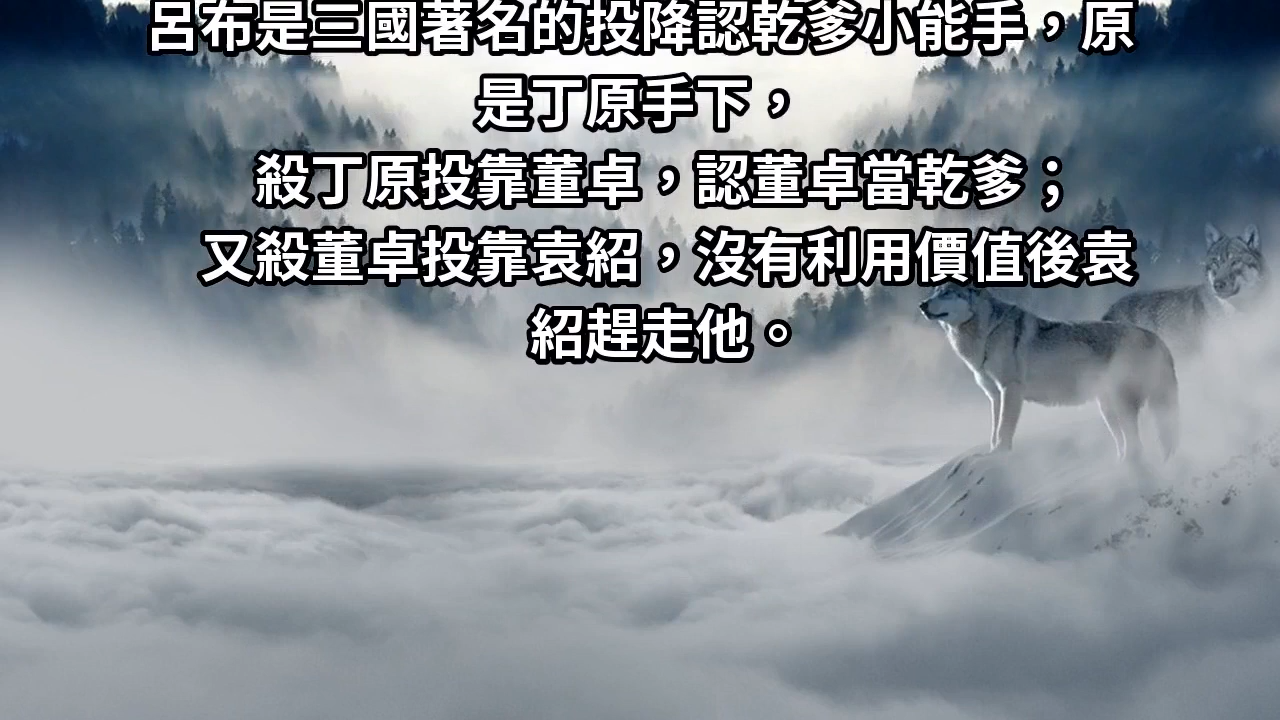 呂布是三國著名的投降認乾爹小能手，原
是丁原手下，
殺丁原投靠董卓，認董卓當乾爹；
又殺董卓投靠袁紹，沒有利用價值後袁
紹趕走他。